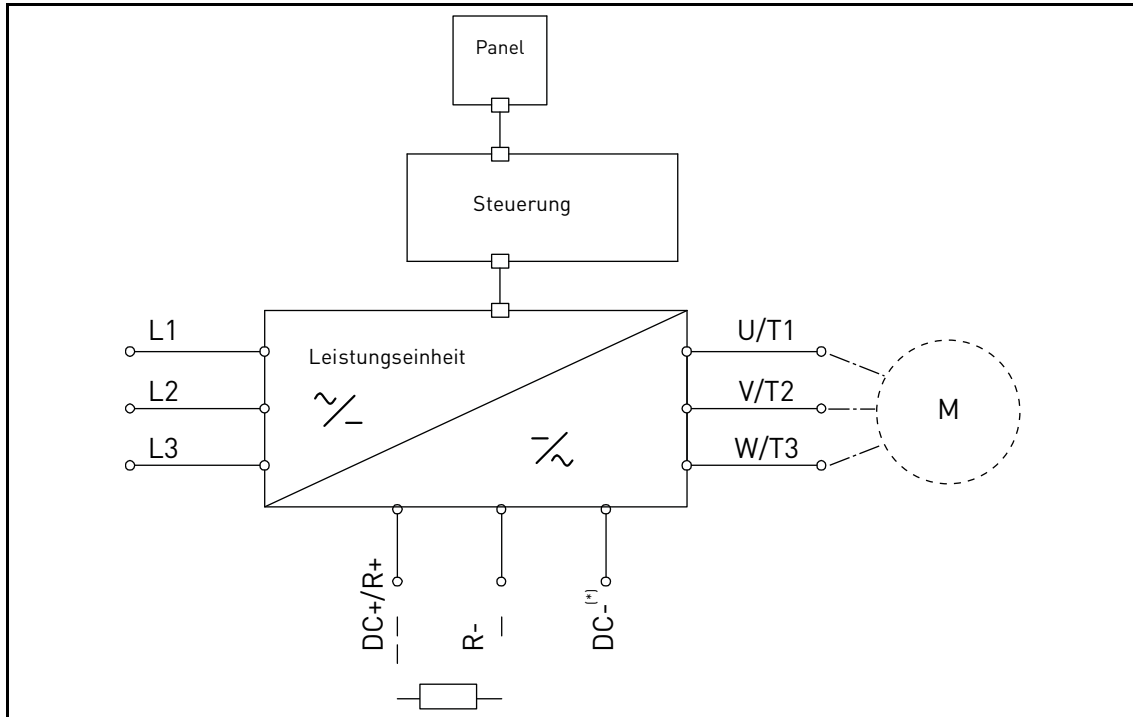 Panel
Steuerung
Leistungseinheit
L1
L2
L3
U/T1
V/T2
W/T3
M
DC+/R+
R-
DC-(*)